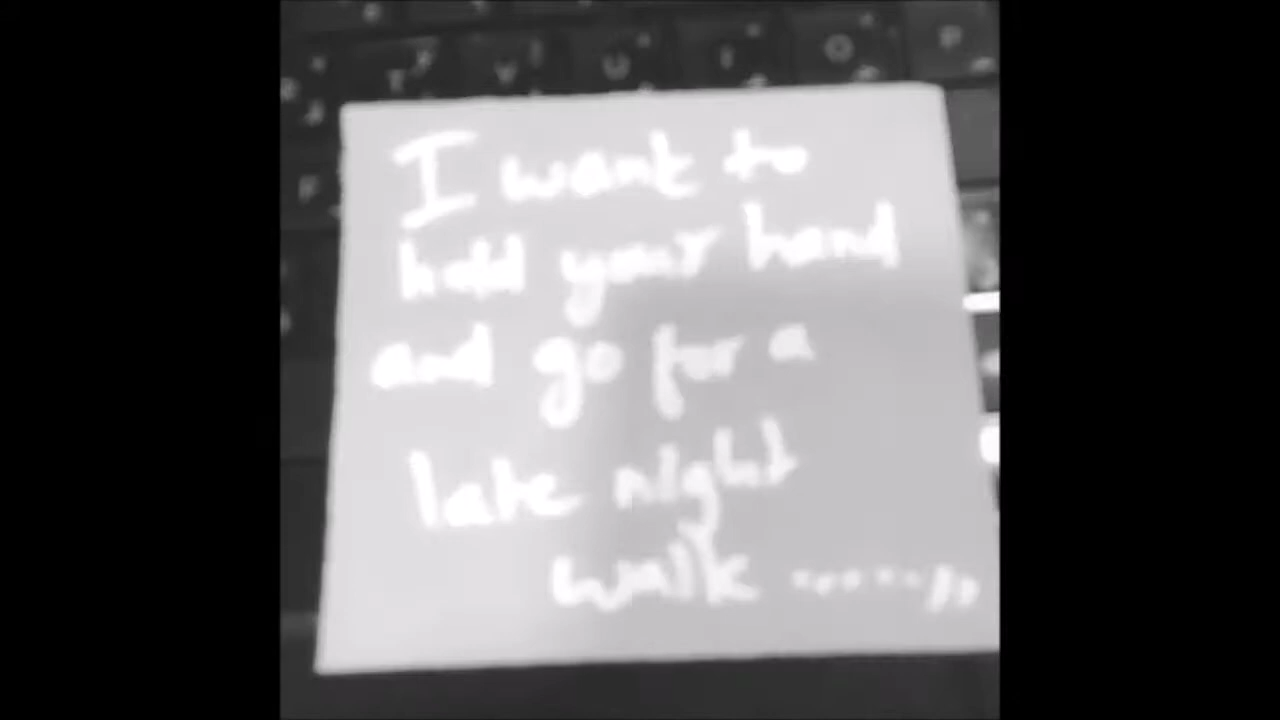 R T Y U I O P
I want to
F
hold your hand
and go for a
late night
walk ......,,